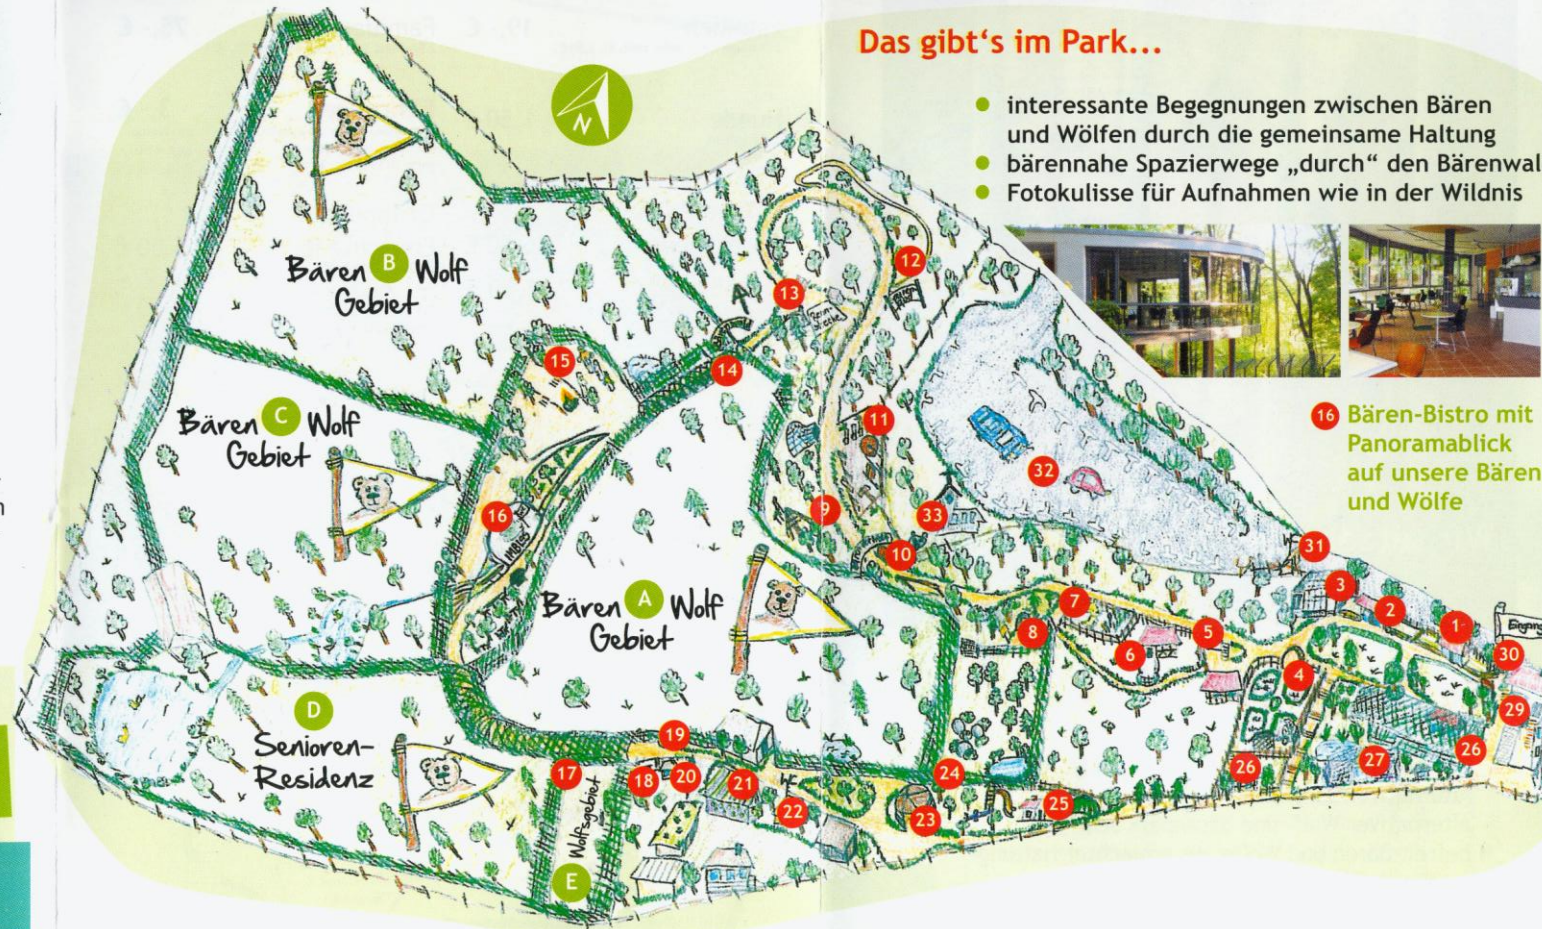 Das gibt's im Park...
interessante Begegnungen zwischen Bären
und Wölfen durch die gemeinsame Haltung
bärennahe Spazierwege „durch“ den Bärenwal
Fotokulisse für Aufnahmen wie in der Wildnis
16 Bären-Bistro mit
Panoramablick
auf unsere Bären
und Wölfe
N
Bären B Wolf
Gebiet
Bären C Wolf
Gebiet
Bären A Wolf
Gebiet
D
Senioren-
Residenz
E Wolfsgebiet
Eingang
IMBISS
WC
WC
1
2
3
4
5
6
7
8
9
10
11
12
13
14
15
16
17
18
19
20
21
22
23
24
25
26
26
27
29
30
31
32
33